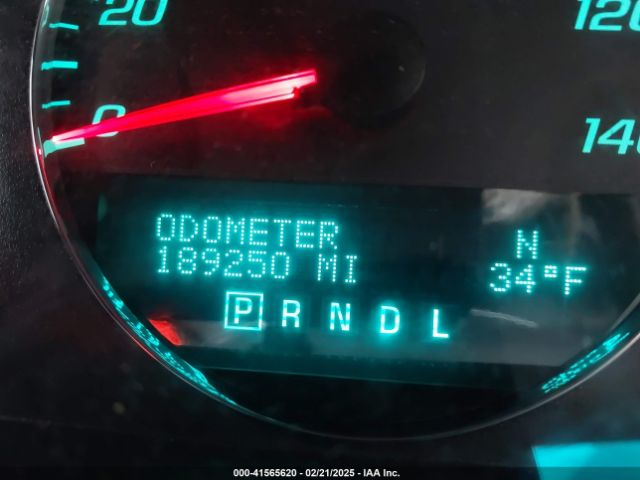 20
120
0
140
ODOMETER
N
189250 MI
34°F
P R N D L
000-41565620 - 02/21/2025 - IAA Inc.